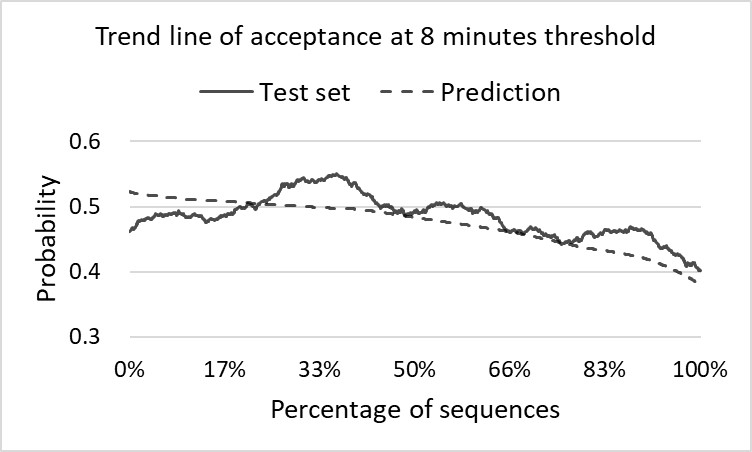 Trend line of acceptance at 8 minutes threshold
Test set Prediction
Probability
0.6
0.5
0.4
0.3
0% 17% 33% 50% 66% 83% 100%
Percentage of sequences